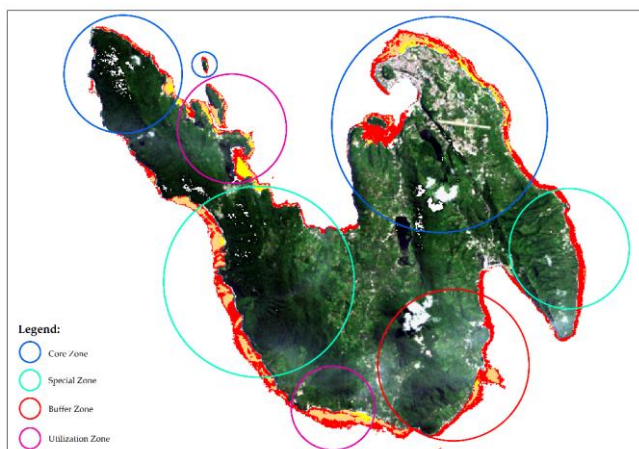 Legend:
Core Zone
Special Zone
Buffer Zone
Utilization Zone